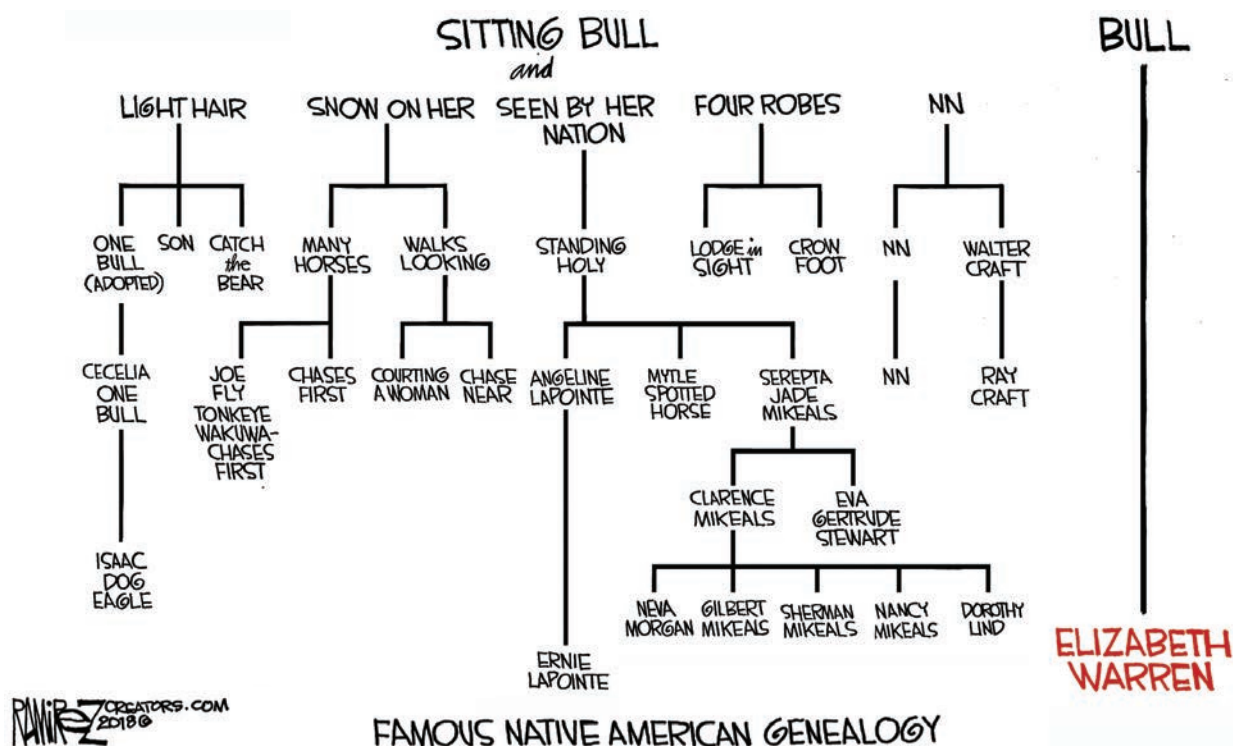 SITTING BULL
and
BULL
LIGHT HAIR
SNOW ON HER
SEEN BY HER
NATION
FOUR ROBES
NN
ONE
BULL
(ADOPTED)
SON
CATCH
the
BEAR
MANY
HORSES
WALKS
LOOKING
STANDING
HOLY
LODGE in
SIGHT
CROW
FOOT
NN
WALTER
CRAFT
CECELIA
ONE
BULL
JOE
FLY
TONKEYE
WAKUWA-
CHASES
FIRST
CHASES
FIRST
COURTING
A WOMAN
CHASE
NEAR
ANGELINE
LAPOINTE
MYTLE
SPOTTED
HORSE
SEREPTA
JADE
MIKEALS
NN
RAY
CRAFT
CLARENCE
MIKEALS
EVA
GERTRUDE
STEWART
ISAAC
DOG
EAGLE
NEVA
MORGAN
GILBERT
MIKEALS
SHERMAN
MIKEALS
NANCY
MIKEALS
DOROTHY
LIND
ERNIE
LAPOINTE
ELIZABETH
WARREN
RAMIREZ
CREATORS.COM
2018©
FAMOUS NATIVE AMERICAN GENEALOGY